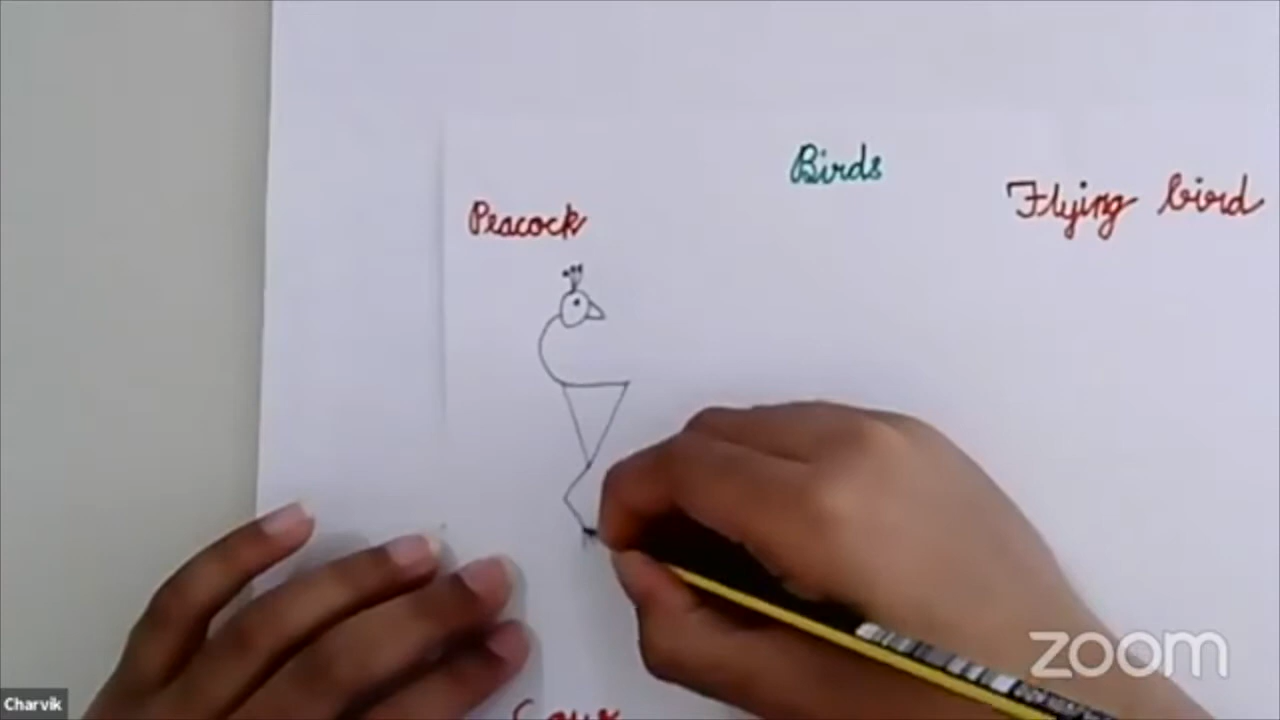 Birds
Peacock
Flying bird
zoom
Charvik